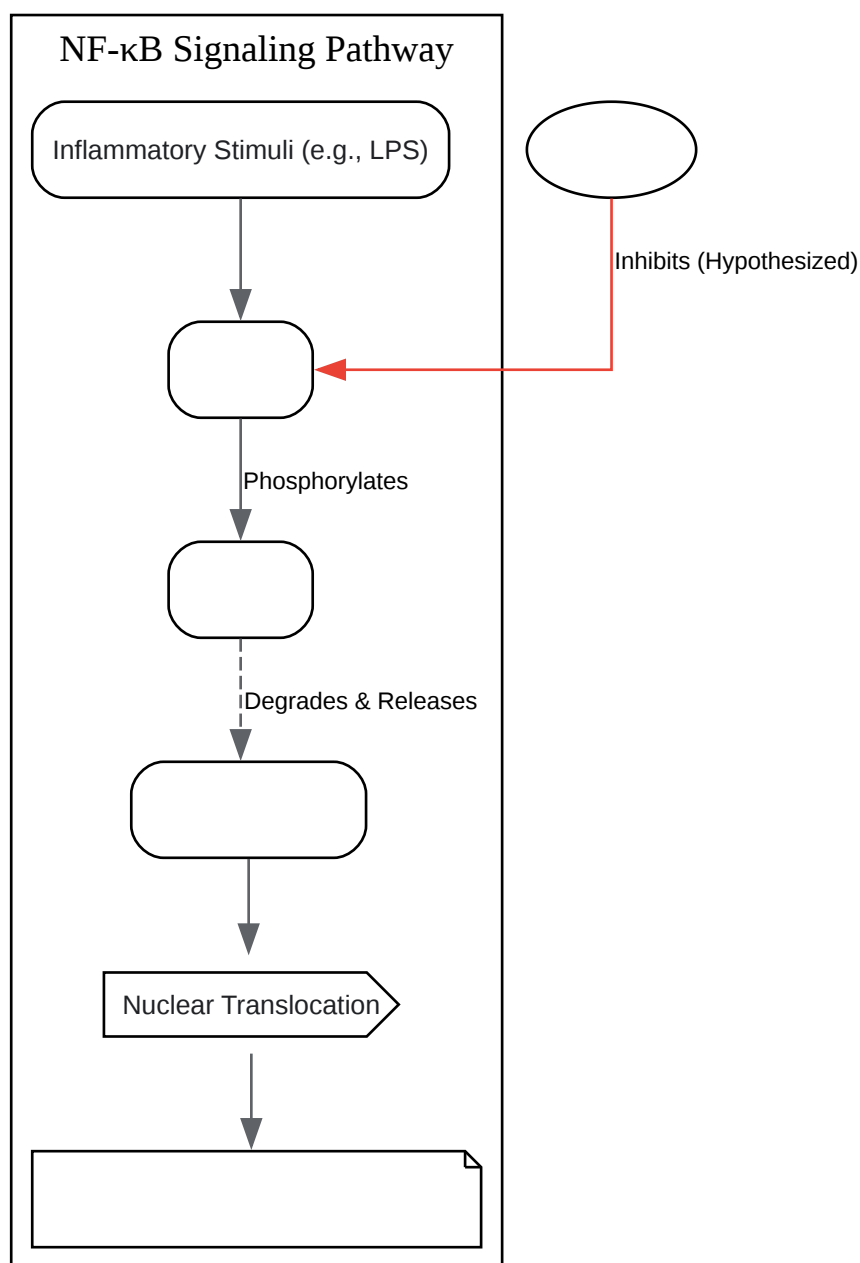 NF-κB Signaling Pathway
Inflammatory Stimuli (e.g., LPS)
Inhibits (Hypothesized)
Phosphorylates
Degrades & Releases
Nuclear Translocation